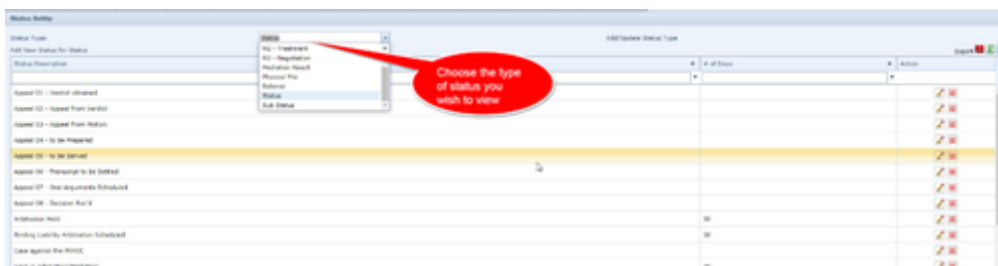 Status SetUp
Status Type:
Status
Add/Update Status Type
Add New Status for Status
Export
P2 - Treatment
P3 - Negotiation
Mediation Result
Physical File
Referral
Status
Sub Status
Choose the type
of status you
wish to view
Status Description
# of Days
Action
Appeal 01 - Verdict obtained
Appeal 02 - Appeal from Verdict
Appeal 03 - Appeal from Motion
Appeal 04 - to be Prepared
Appeal 05 - to be Served
Appeal 06 - Transcript to be Settled
Appeal 07 - Oral Arguments Scheduled
Appeal 08 - Decision Rec'd
Arbitration Held
30
Binding Liability Arbitration Scheduled
30
Case against the MVAIC